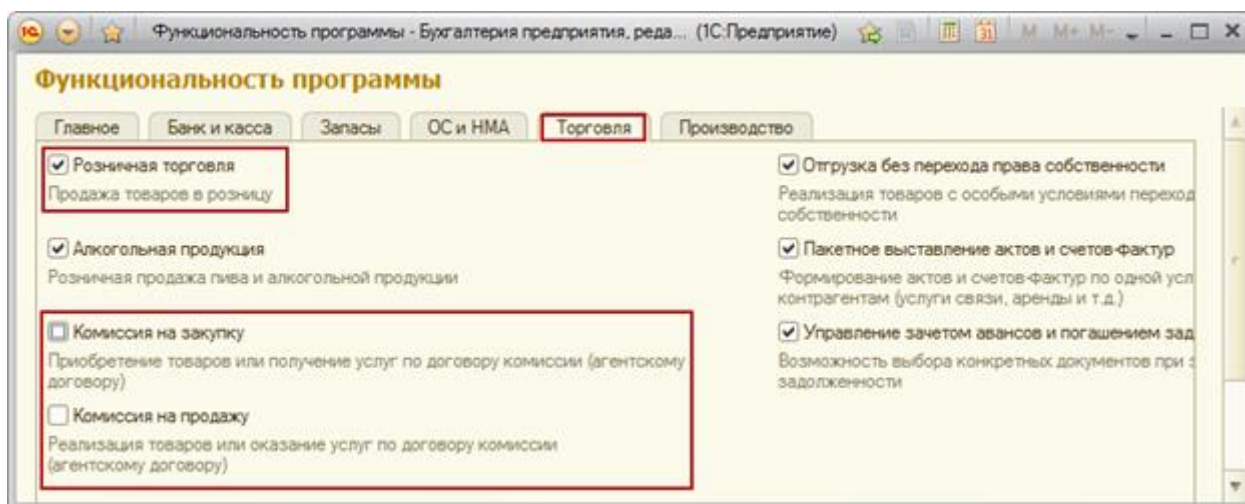 1С Функциональность программы - Бухгалтерия предприятия, реда... (1С:Предприятие) 31 M M+ M-
Функциональность программы
Главное Банк и касса Запасы ОС и НМА Торговля Производство
Розничная торговля
Продажа товаров в розницу
Алкогольная продукция
Розничная продажа пива и алкогольной продукции
Комиссия на закупку
Приобретение товаров или получение услуг по договору комиссии (агентскому
договору)
Комиссия на продажу
Реализация товаров или оказание услуг по договору комиссии
(агентскому договору)
Отгрузка без перехода права собственности
Реализация товаров с особыми условиями переход
собственности
Пакетное выставление актов и счетов-фактур
Формирование актов и счетов-фактур по одной усл
контрагентам (услуги связи, аренды и т.д.)
Управление зачетом авансов и погашением зад
Возможность выбора конкретных документов при з
задолженности